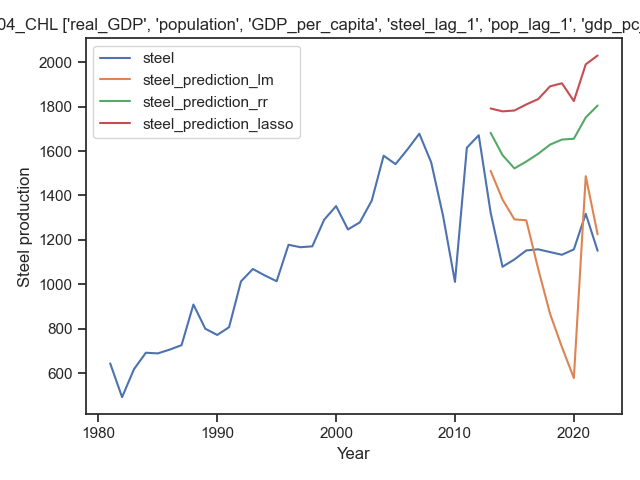 04_CHL ['real_GDP', 'population', 'GDP_per_capita', 'steel_lag_1', 'pop_lag_1', 'gdp_pc_
steel
steel_prediction_lm
steel_prediction_rr
steel_prediction_lasso
2000
1800
1600
1400
1200
1000
800
600
Steel production
1980
1990
2000
2010
2020
Year